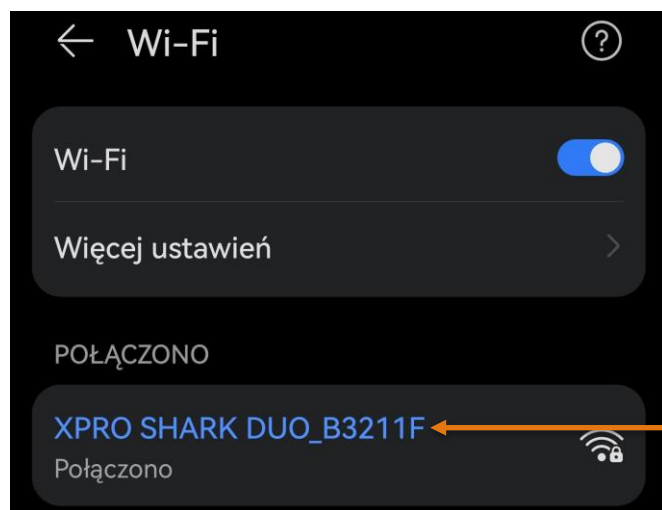 Wi-Fi
Wi-Fi
Więcej ustawień
POŁĄCZONO
XPRO SHARK DUO_B3211F
Połączono